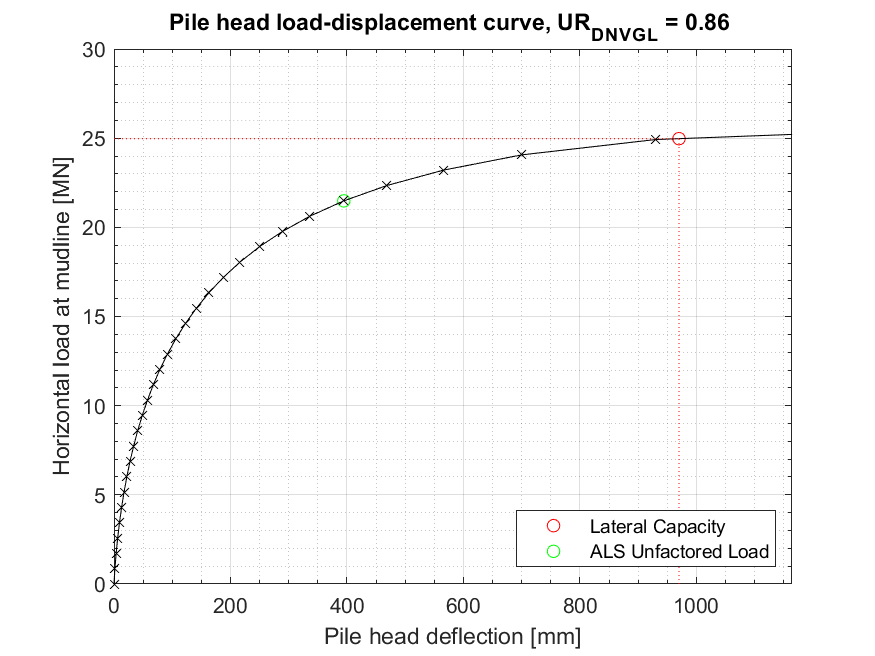 Pile head load-displacement curve, UR_DNVGL = 0.86
30
25
20
15
10
5
0
Horizontal load at mudline [MN]
Lateral Capacity
ALS Unfactored Load
0 200 400 600 800 1000
Pile head deflection [mm]